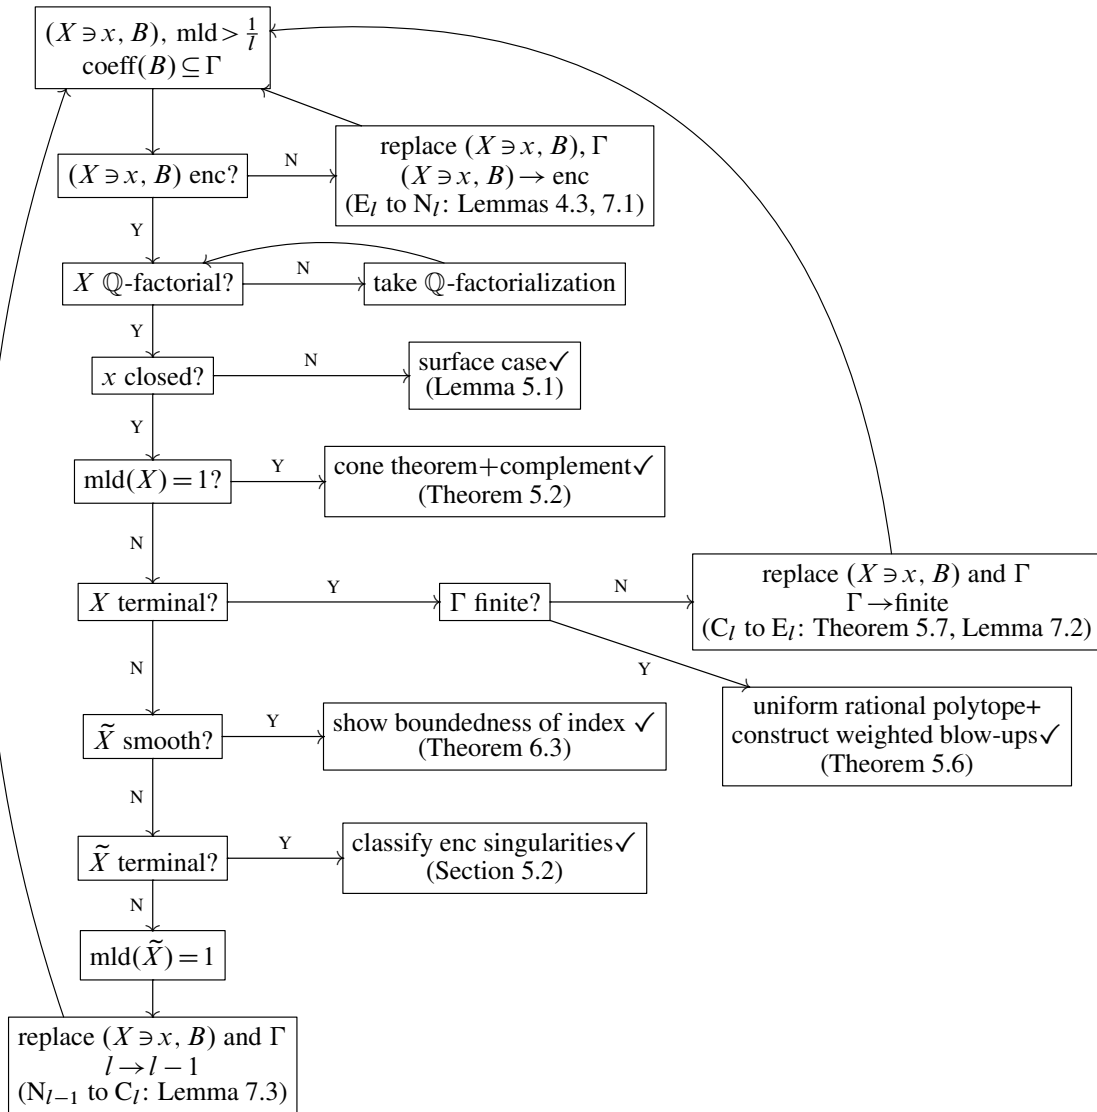 (X ∋ x, B), mld > 1/l
coeff(B) ⊆ Γ
(X ∋ x, B) enc?
N
replace (X ∋ x, B), Γ
(X ∋ x, B) → enc
(E_l to N_l: Lemmas 4.3, 7.1)
Y
X ℚ-factorial?
N
take ℚ-factorialization
Y
x closed?
N
surface case✓
(Lemma 5.1)
Y
mld(X) = 1?
Y
cone theorem+complement✓
(Theorem 5.2)
N
X terminal?
Y
Γ finite?
N
replace (X ∋ x, B) and Γ
Γ → finite
(C_l to E_l: Theorem 5.7, Lemma 7.2)
Y
uniform rational polytope+
construct weighted blow-ups✓
(Theorem 5.6)
N
X̃ smooth?
Y
show boundedness of index ✓
(Theorem 6.3)
N
X̃ terminal?
Y
classify enc singularities✓
(Section 5.2)
N
mld(X̃) = 1
replace (X ∋ x, B) and Γ
l → l − 1
(N_{l−1} to C_l: Lemma 7.3)